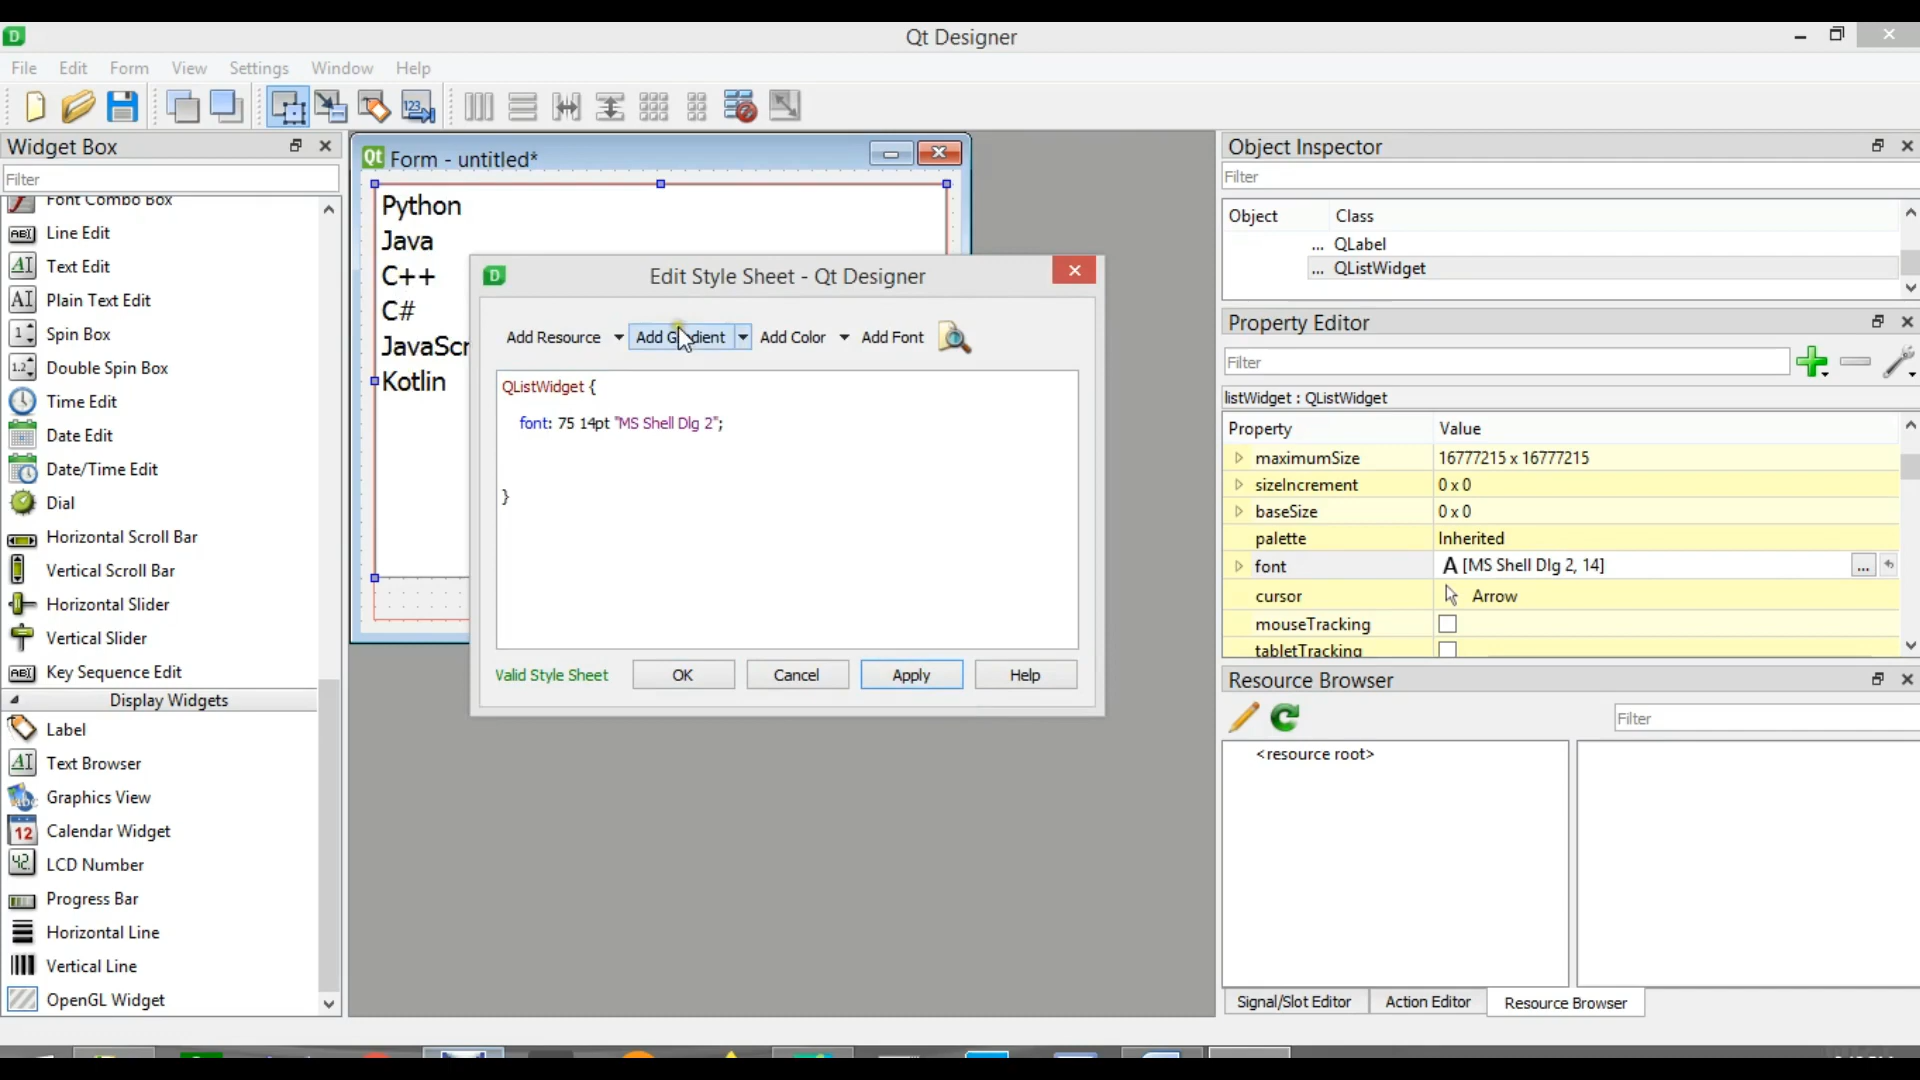 Qt Designer
File Edit Form View Settings Window Help
Widget Box
Filter
Font Combo Box
Line Edit
Text Edit
Plain Text Edit
Spin Box
Double Spin Box
Time Edit
Date Edit
Date/Time Edit
Dial
Horizontal Scroll Bar
Vertical Scroll Bar
Horizontal Slider
Vertical Slider
Key Sequence Edit
Display Widgets
Label
Text Browser
Graphics View
Calendar Widget
LCD Number
Progress Bar
Horizontal Line
Vertical Line
OpenGL Widget
Form - untitled*
Python
Java
C++
C#
JavaScr
Kotlin
Edit Style Sheet - Qt Designer
Add Resource Add Gradient Add Color Add Font
QListWidget {
font: 75 14pt "MS Shell Dlg 2";
}
Valid Style Sheet OK Cancel Apply Help
Object Inspector
Filter
Object Class
... QLabel
... QListWidget
Property Editor
Filter
listWidget : QListWidget
Property Value
maximumSize 16777215 x 16777215
sizeIncrement 0 x 0
baseSize 0 x 0
palette Inherited
font A [MS Shell Dlg 2, 14] ...
cursor Arrow
mouseTracking
tabletTracking
Resource Browser
Filter
<resource root>
Signal/Slot Editor Action Editor Resource Browser